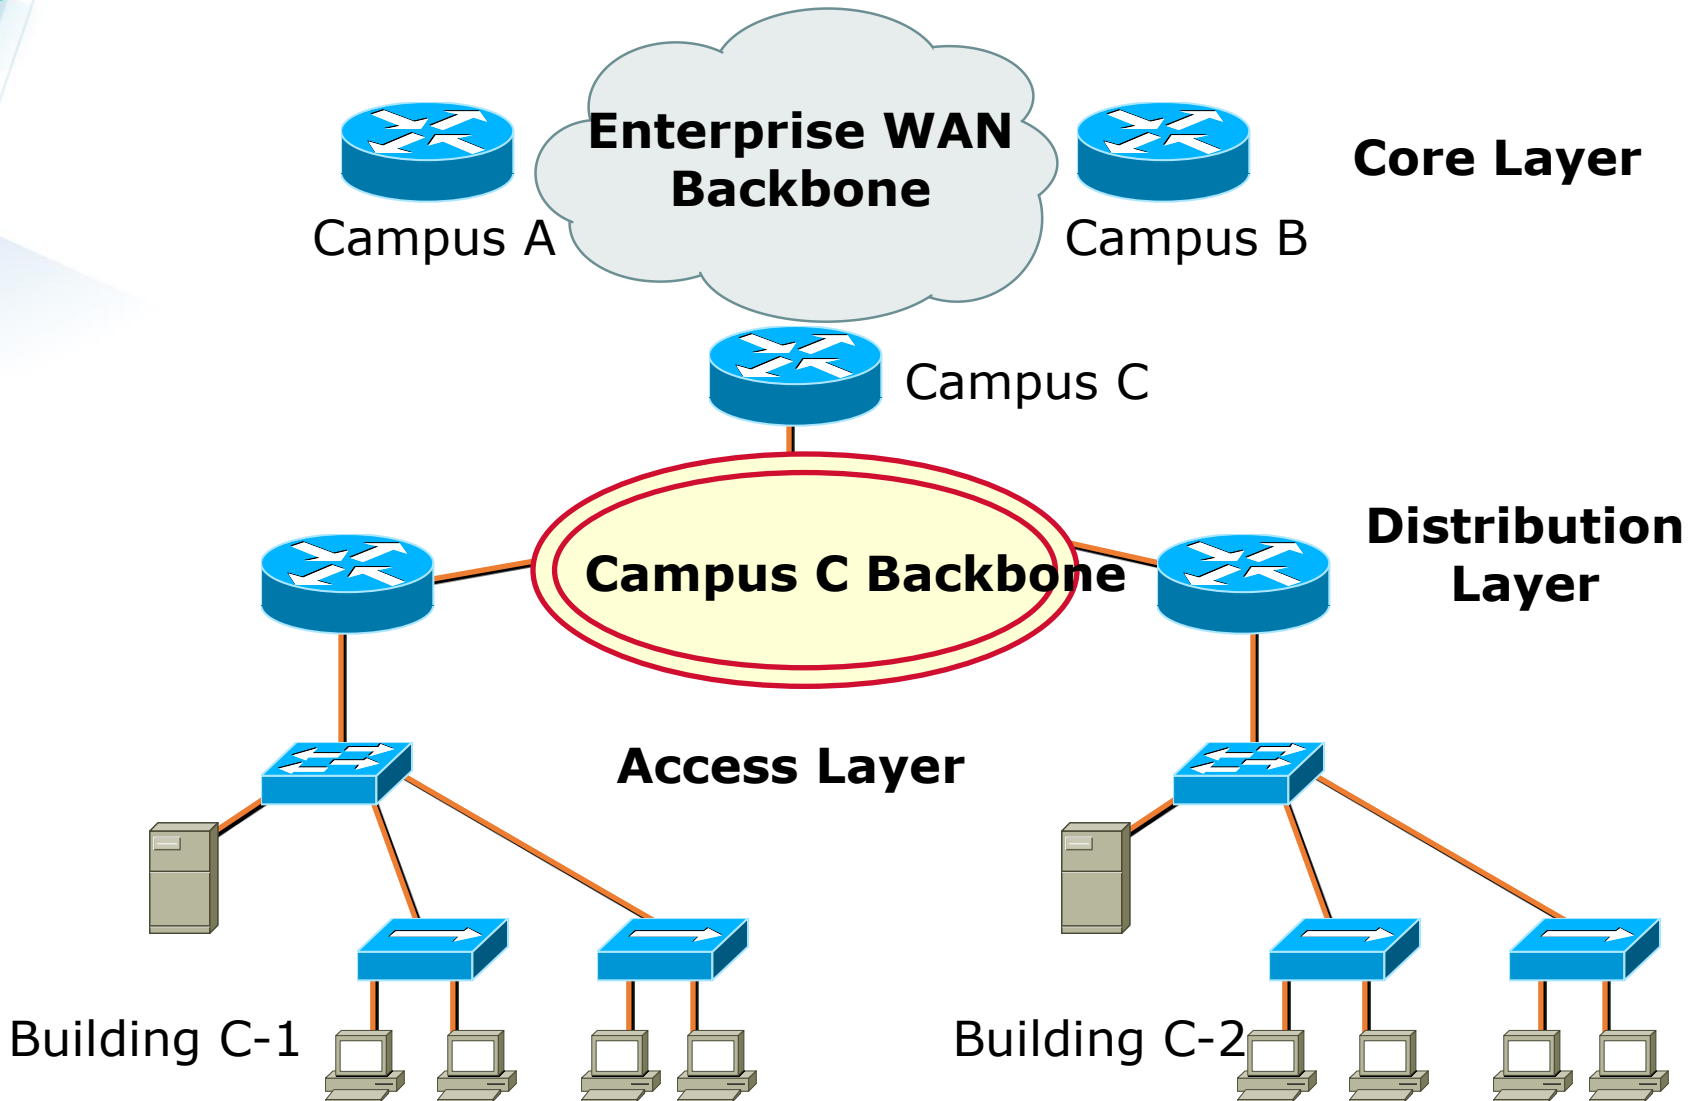 Enterprise WAN
Backbone
Core Layer
Campus A
Campus B
Campus C
Distribution
Layer
Campus C Backbone
Access Layer
Building C-1
Building C-2